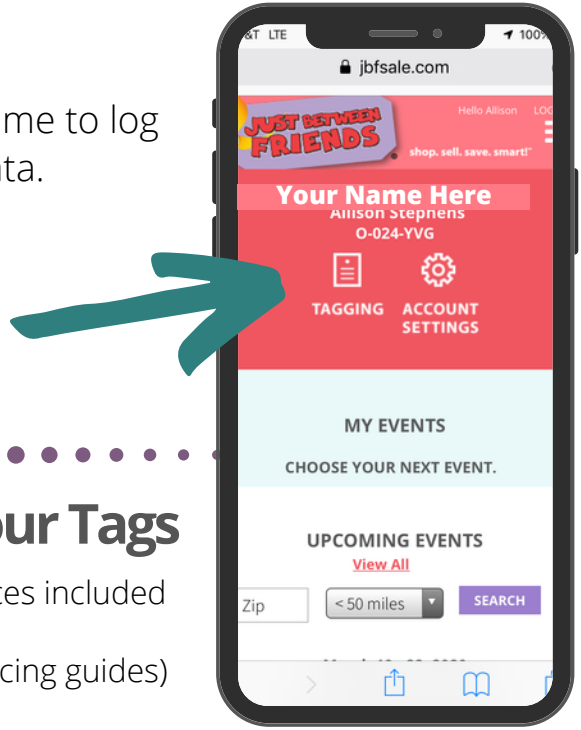 &T LTE
100%
jbfsale.com
me to log
ta.
Hello Allison LOG
JUST BETWEEN
FRIENDS
shop. sell. save. smart!™
Your Name Here
Allison Stephens
O-024-YVG
TAGGING ACCOUNT
SETTINGS
MY EVENTS
CHOOSE YOUR NEXT EVENT.
our Tags
UPCOMING EVENTS
View All
es included
Zip < 50 miles SEARCH
cing guides)